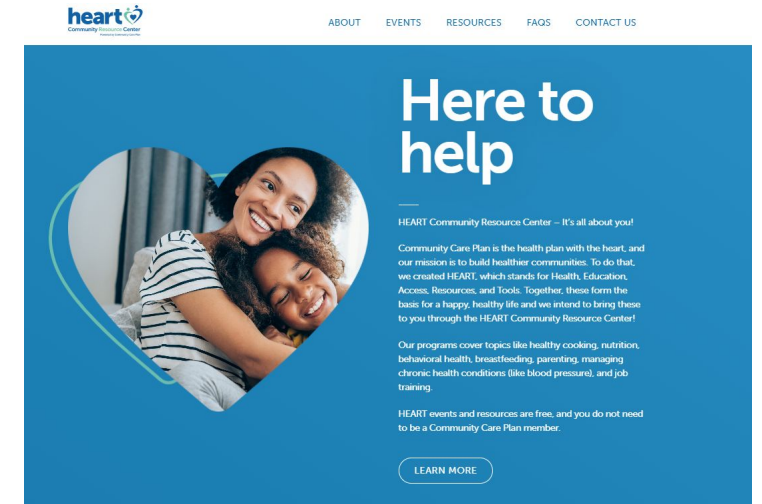 heart
Community Resource Center
ABOUT EVENTS RESOURCES FAQS CONTACT US
Here to
help
HEART Community Resource Center – It's all about you!
Community Care Plan is the health plan with the heart, and
our mission is to build healthier communities. To do that,
we created HEART, which stands for Health, Education,
Access, Resources, and Tools. Together, these form the
basis for a happy, healthy life and we intend to bring these
to you through the HEART Community Resource Center!
Our programs cover topics like healthy cooking, nutrition,
behavioral health, breastfeeding, parenting, managing
chronic health conditions (like blood pressure), and job
training.
HEART events and resources are free, and you do not need
to be a Community Care Plan member.
LEARN MORE